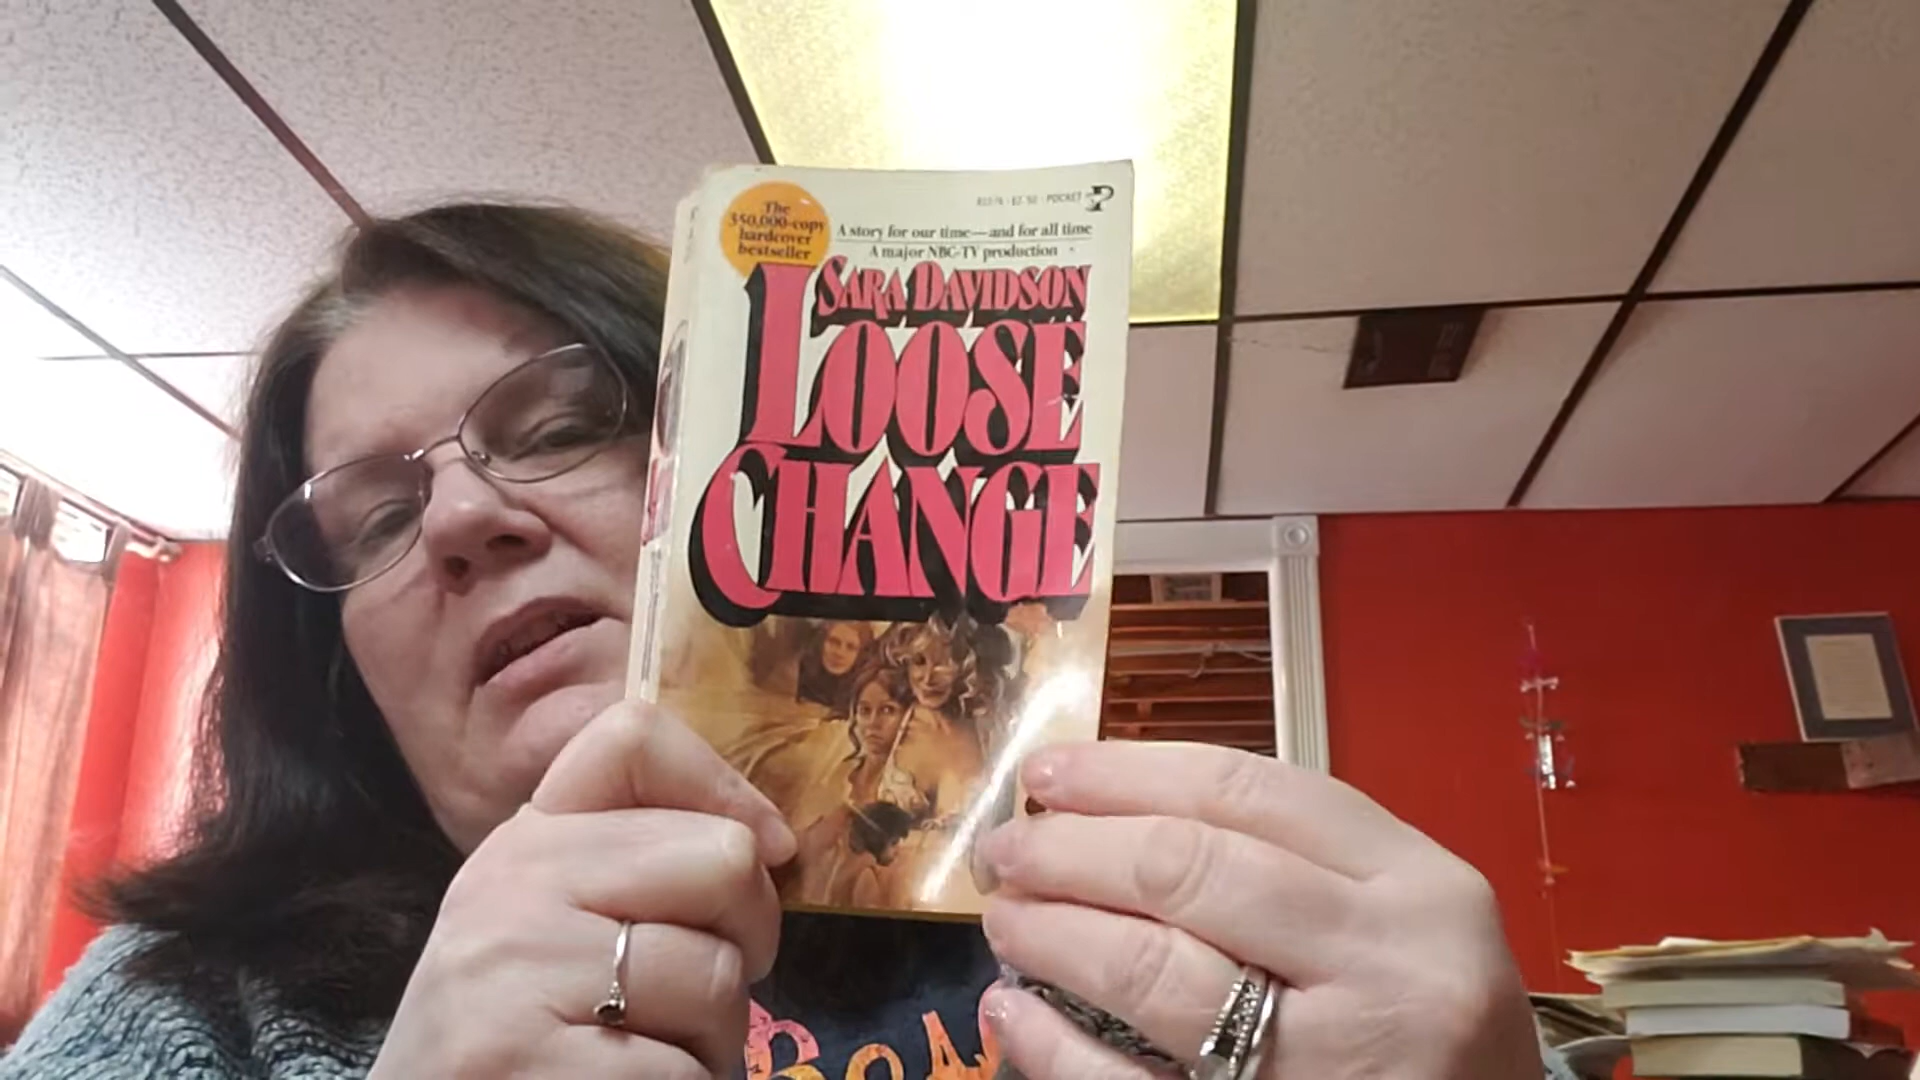 The
350,000-copy
hardcover
bestseller
POCKET
A story for our time—and for all time
A major NBC-TV production
SARA DAVIDSON
LOOSE
CHANGE